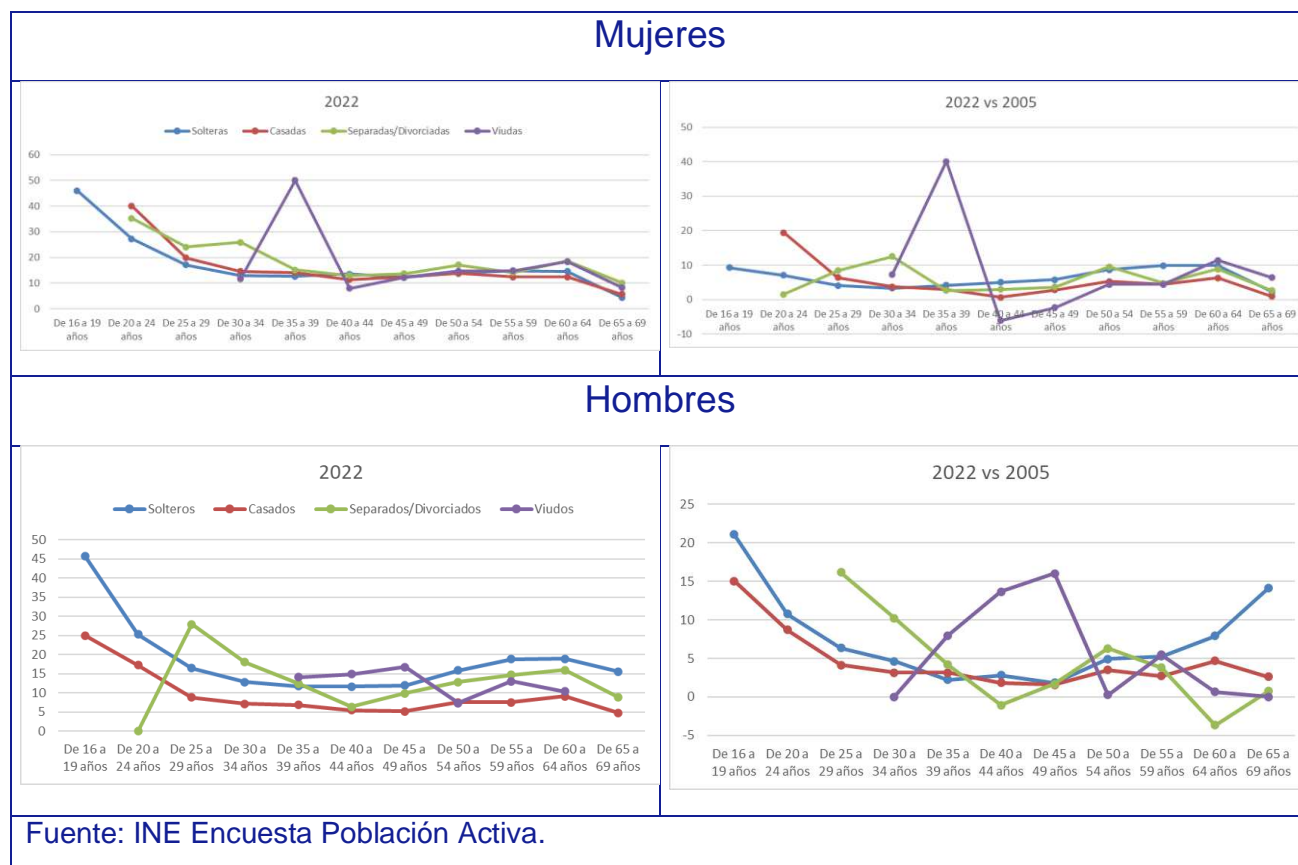 Mujeres
2022
Solteras Casadas Separadas/Divorciadas Viudas
60
50
40
30
20
10
0
De 16 a 19 De 20 a 24 De 25 a 29 De 30 a 34 De 35 a 39 De 40 a 44 De 45 a 49 De 50 a 54 De 55 a 59 De 60 a 64 De 65 a 69
años años años años años años años años años años años
2022 vs 2005
50
40
30
20
10
0
-10
De 16 a 19 De 20 a 24 De 25 a 29 De 30 a 34 De 35 a 39 De 40 a 44 De 45 a 49 De 50 a 54 De 55 a 59 De 60 a 64 De 65 a 69
años años años años años años años años años años años
Hombres
2022
Solteros Casados Separados/Divorciados Viudos
50
45
40
35
30
25
20
15
10
5
0
De 16 a De 20 a De 25 a De 30 a De 35 a De 40 a De 45 a De 50 a De 55 a De 60 a De 65 a
19 años 24 años 29 años 34 años 39 años 44 años 49 años 54 años 59 años 64 años 69 años
2022 vs 2005
25
20
15
10
5
0
-5
De 16 a De 20 a De 25 a De 30 a De 35 a De 40 a De 45 a De 50 a De 55 a De 60 a De 65 a
19 años 24 años 29 años 34 años 39 años 44 años 49 años 54 años 59 años 64 años 69 años
Fuente: INE Encuesta Población Activa.